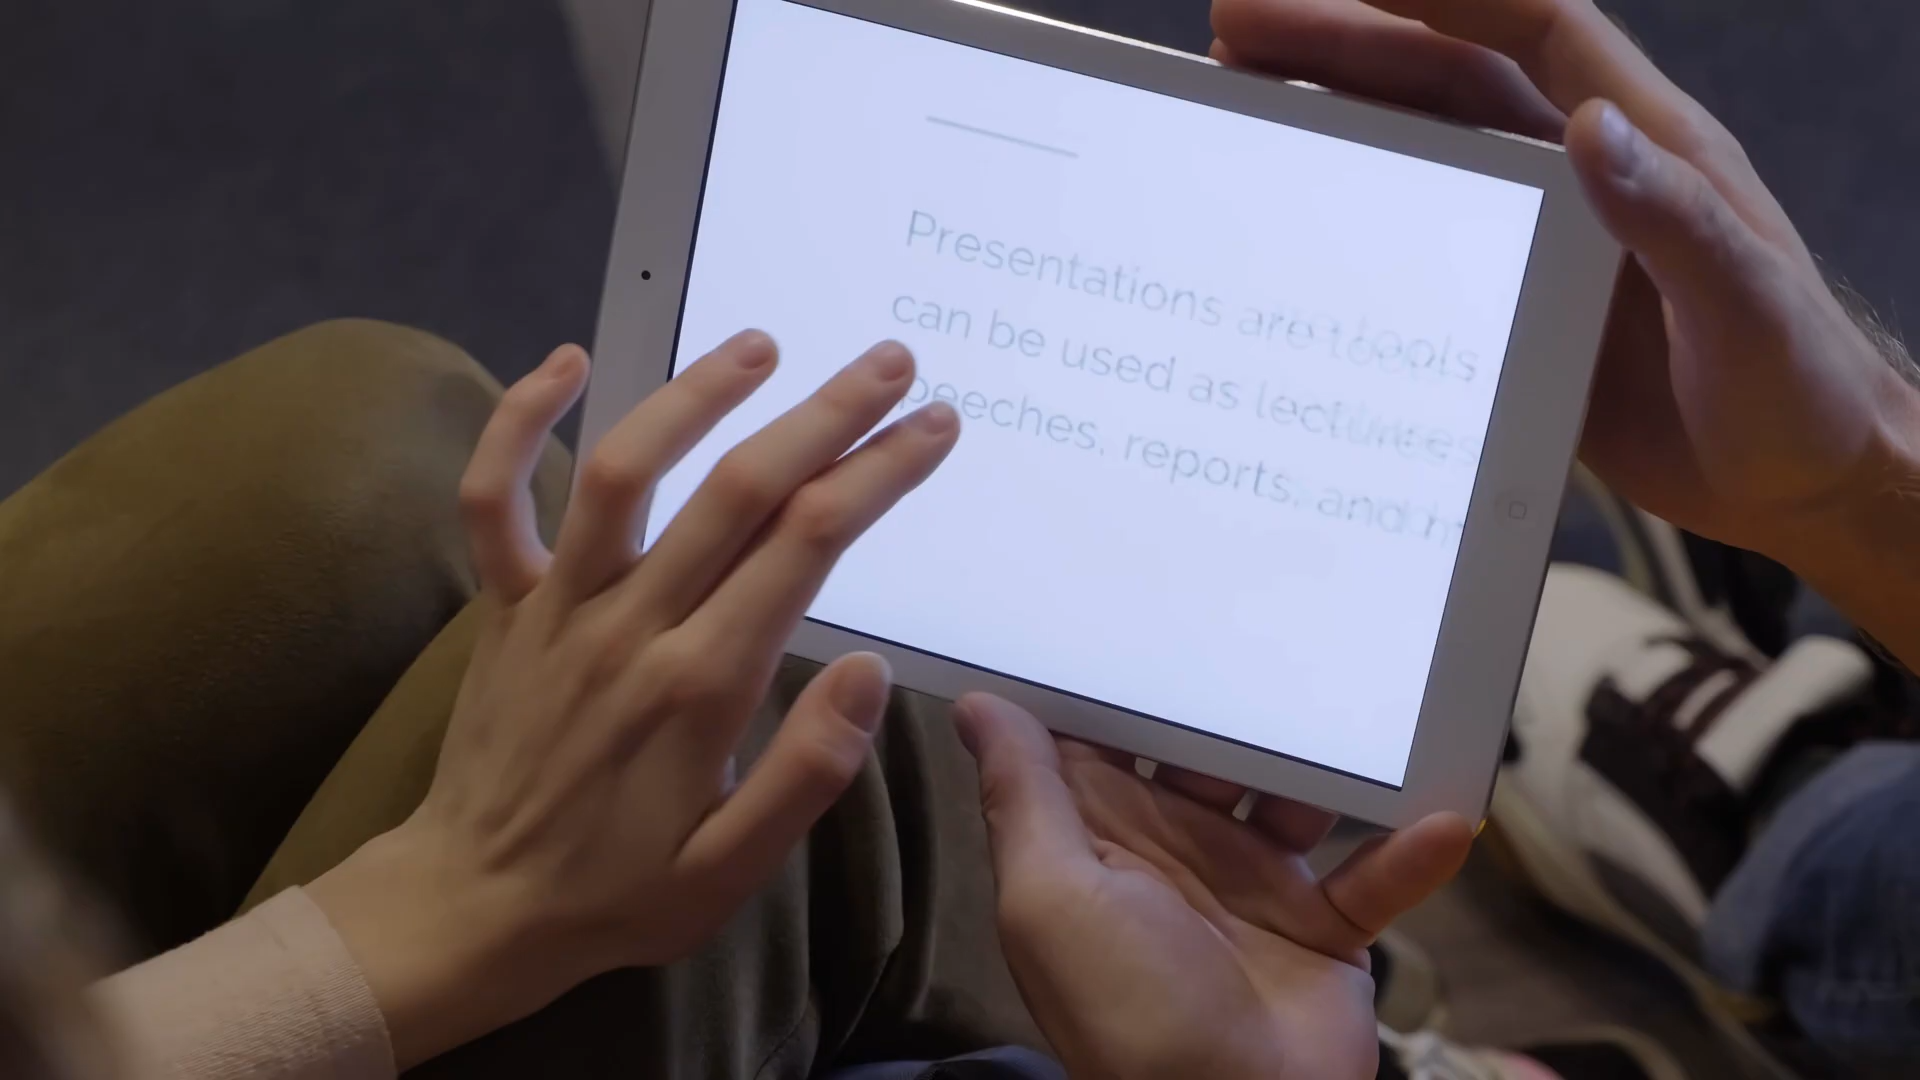 Presentations are tools
can be used as lectures
speeches, reports, and